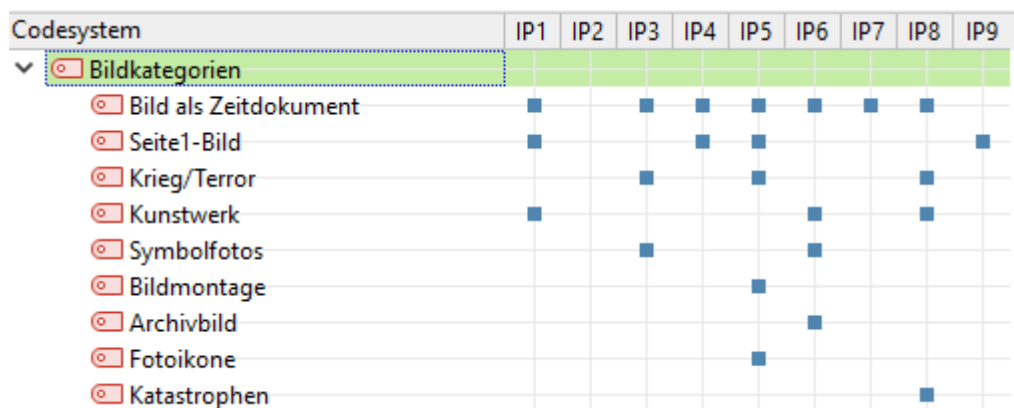 Codesystem IP1 IP2 IP3 IP4 IP5 IP6 IP7 IP8 IP9
Bildkategorien
Bild als Zeitdokument
Seite1-Bild
Krieg/Terror
Kunstwerk
Symbolfotos
Bildmontage
Archivbild
Fotoikone
Katastrophen